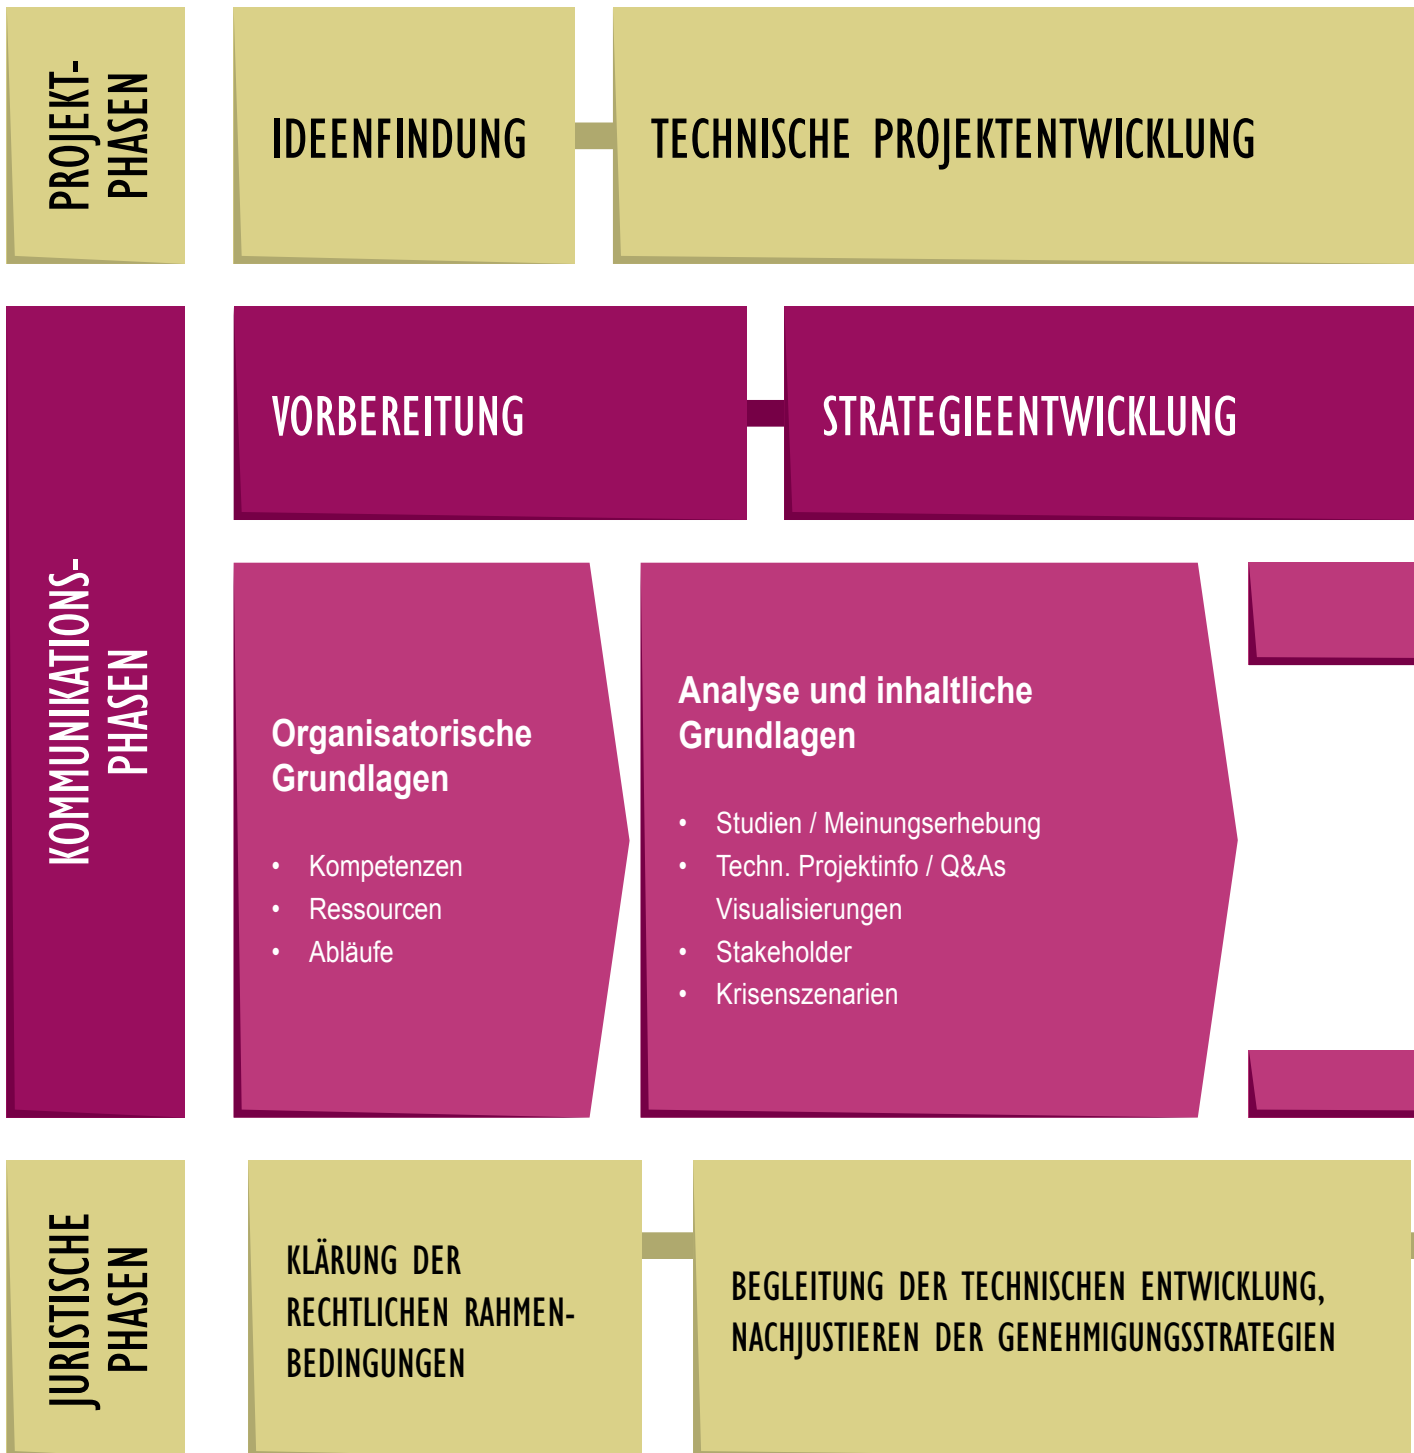 PROJEKT-
PHASEN
IDEENFINDUNG
TECHNISCHE PROJEKTENTWICKLUNG
KOMMUNIKATIONS-
PHASEN
VORBEREITUNG
STRATEGIEENTWICKLUNG
Organisatorische
Grundlagen
• Kompetenzen
• Ressourcen
• Abläufe
Analyse und inhaltliche
Grundlagen
• Studien / Meinungserhebung
• Techn. Projektinfo / Q&As
Visualisierungen
• Stakeholder
• Krisenszenarien
JURISTISCHE
PHASEN
KLÄRUNG DER
RECHTLICHEN RAHMEN-
BEDINGUNGEN
BEGLEITUNG DER TECHNISCHEN ENTWICKLUNG,
NACHJUSTIEREN DER GENEHMIGUNGSSTRATEGIEN